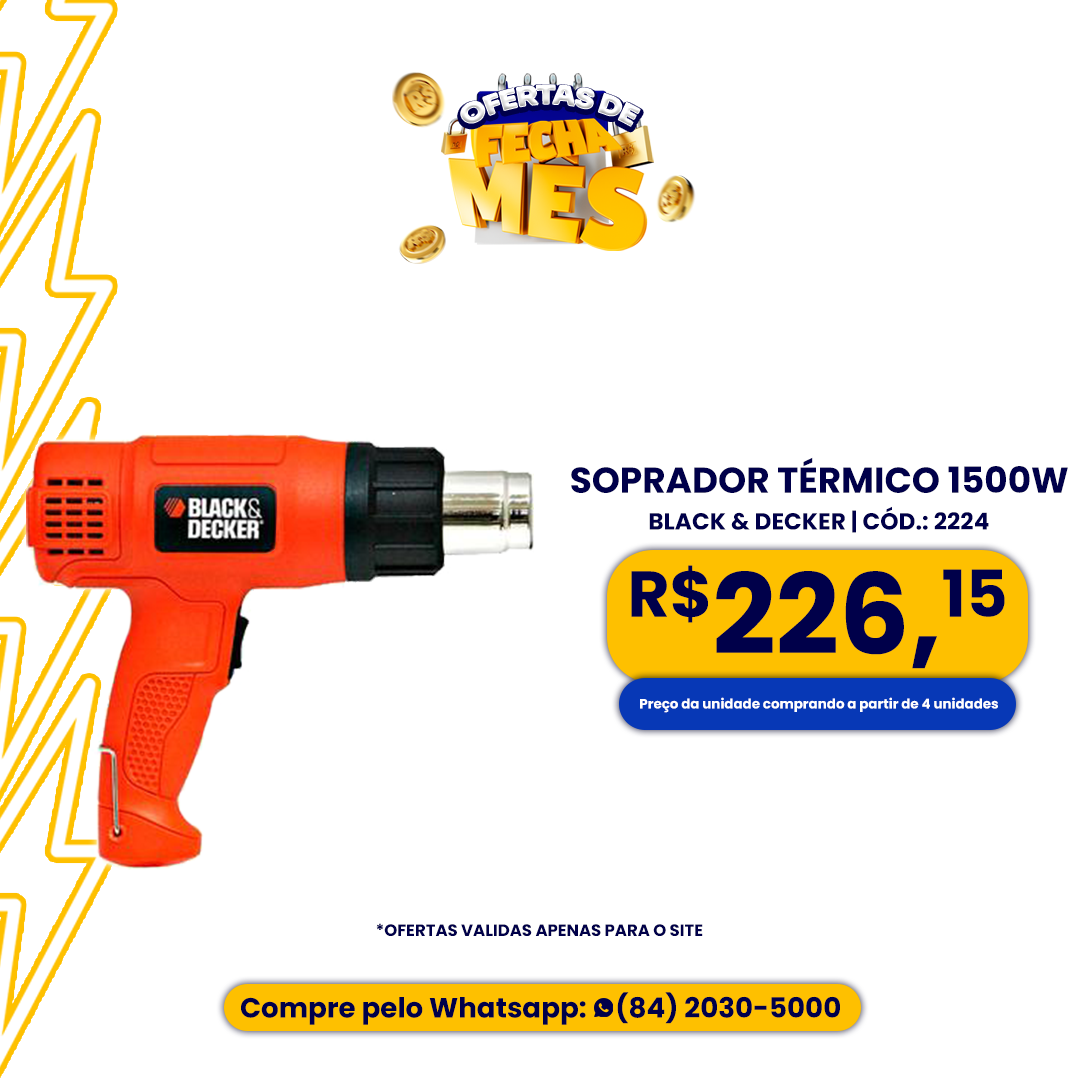 OFERTAS DE
FECHA
MES
BLACK&
DECKER
SOPRADOR TÉRMICO 1500W
BLACK & DECKER | CÓD.: 2224
R$226,15
Preço da unidade comprando a partir de 4 unidades
*OFERTAS VALIDAS APENAS PARA O SITE
Compre pelo Whatsapp: (84) 2030-5000